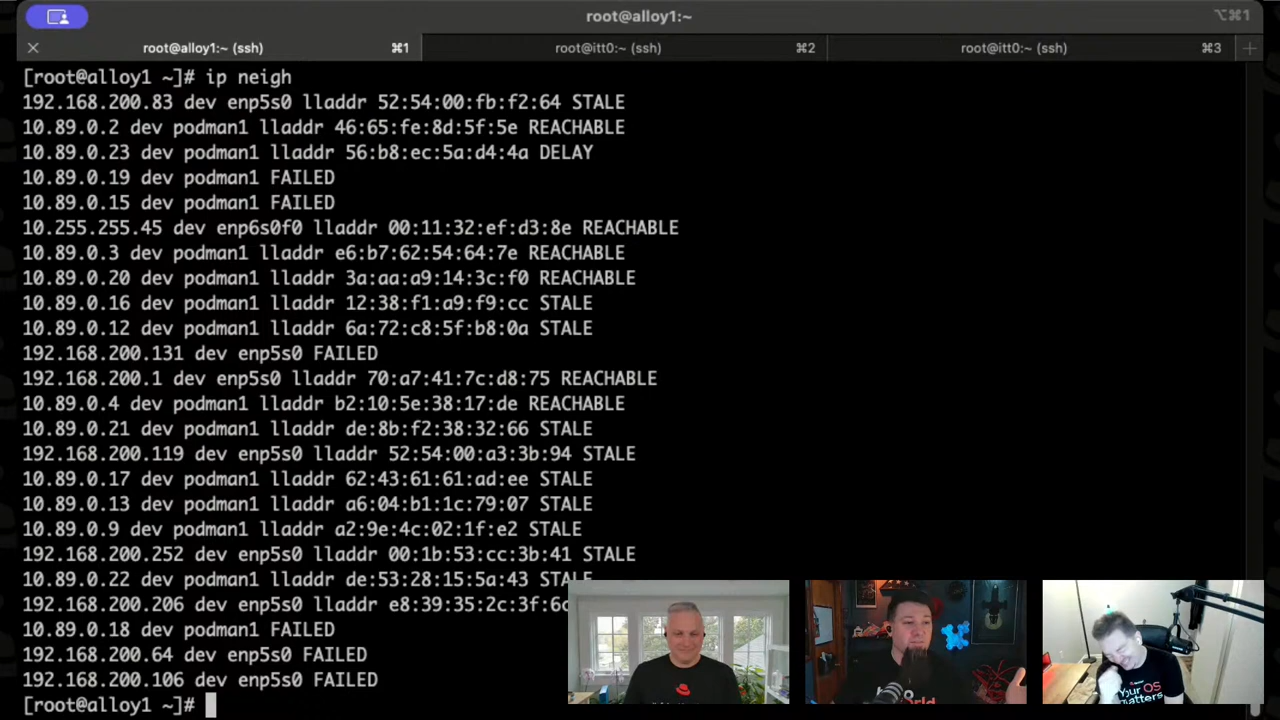 root@alloy1:~
⌥⌘1
root@alloy1:~ (ssh) ⌘1
root@itt0:~ (ssh) ⌘2
root@itt0:~ (ssh) ⌘3
[root@alloy1 ~]# ip neigh
192.168.200.83 dev enp5s0 lladdr 52:54:00:fb:f2:64 STALE
10.89.0.2 dev podman1 lladdr 46:65:fe:8d:5f:5e REACHABLE
10.89.0.23 dev podman1 lladdr 56:b8:ec:5a:d4:4a DELAY
10.89.0.19 dev podman1 FAILED
10.89.0.15 dev podman1 FAILED
10.255.255.45 dev enp6s0f0 lladdr 00:11:32:ef:d3:8e REACHABLE
10.89.0.3 dev podman1 lladdr e6:b7:62:54:64:7e REACHABLE
10.89.0.20 dev podman1 lladdr 3a:aa:a9:14:3c:f0 REACHABLE
10.89.0.16 dev podman1 lladdr 12:38:f1:a9:f9:cc STALE
10.89.0.12 dev podman1 lladdr 6a:72:c8:5f:b8:0a STALE
192.168.200.131 dev enp5s0 FAILED
192.168.200.1 dev enp5s0 lladdr 70:a7:41:7c:d8:75 REACHABLE
10.89.0.4 dev podman1 lladdr b2:10:5e:38:17:de REACHABLE
10.89.0.21 dev podman1 lladdr de:8b:f2:38:32:66 STALE
192.168.200.119 dev enp5s0 lladdr 52:54:00:a3:3b:94 STALE
10.89.0.17 dev podman1 lladdr 62:43:61:61:ad:ee STALE
10.89.0.13 dev podman1 lladdr a6:04:b1:1c:79:07 STALE
10.89.0.9 dev podman1 lladdr a2:9e:4c:02:1f:e2 STALE
192.168.200.252 dev enp5s0 lladdr 00:1b:53:cc:3b:41 STALE
10.89.0.22 dev podman1 lladdr de:53:28:15:5a:43 STALE
192.168.200.206 dev enp5s0 lladdr e8:39:35:2c:3f:6
10.89.0.18 dev podman1 FAILED
192.168.200.64 dev enp5s0 FAILED
192.168.200.106 dev enp5s0 FAILED
[root@alloy1 ~]#
Your OS
matters